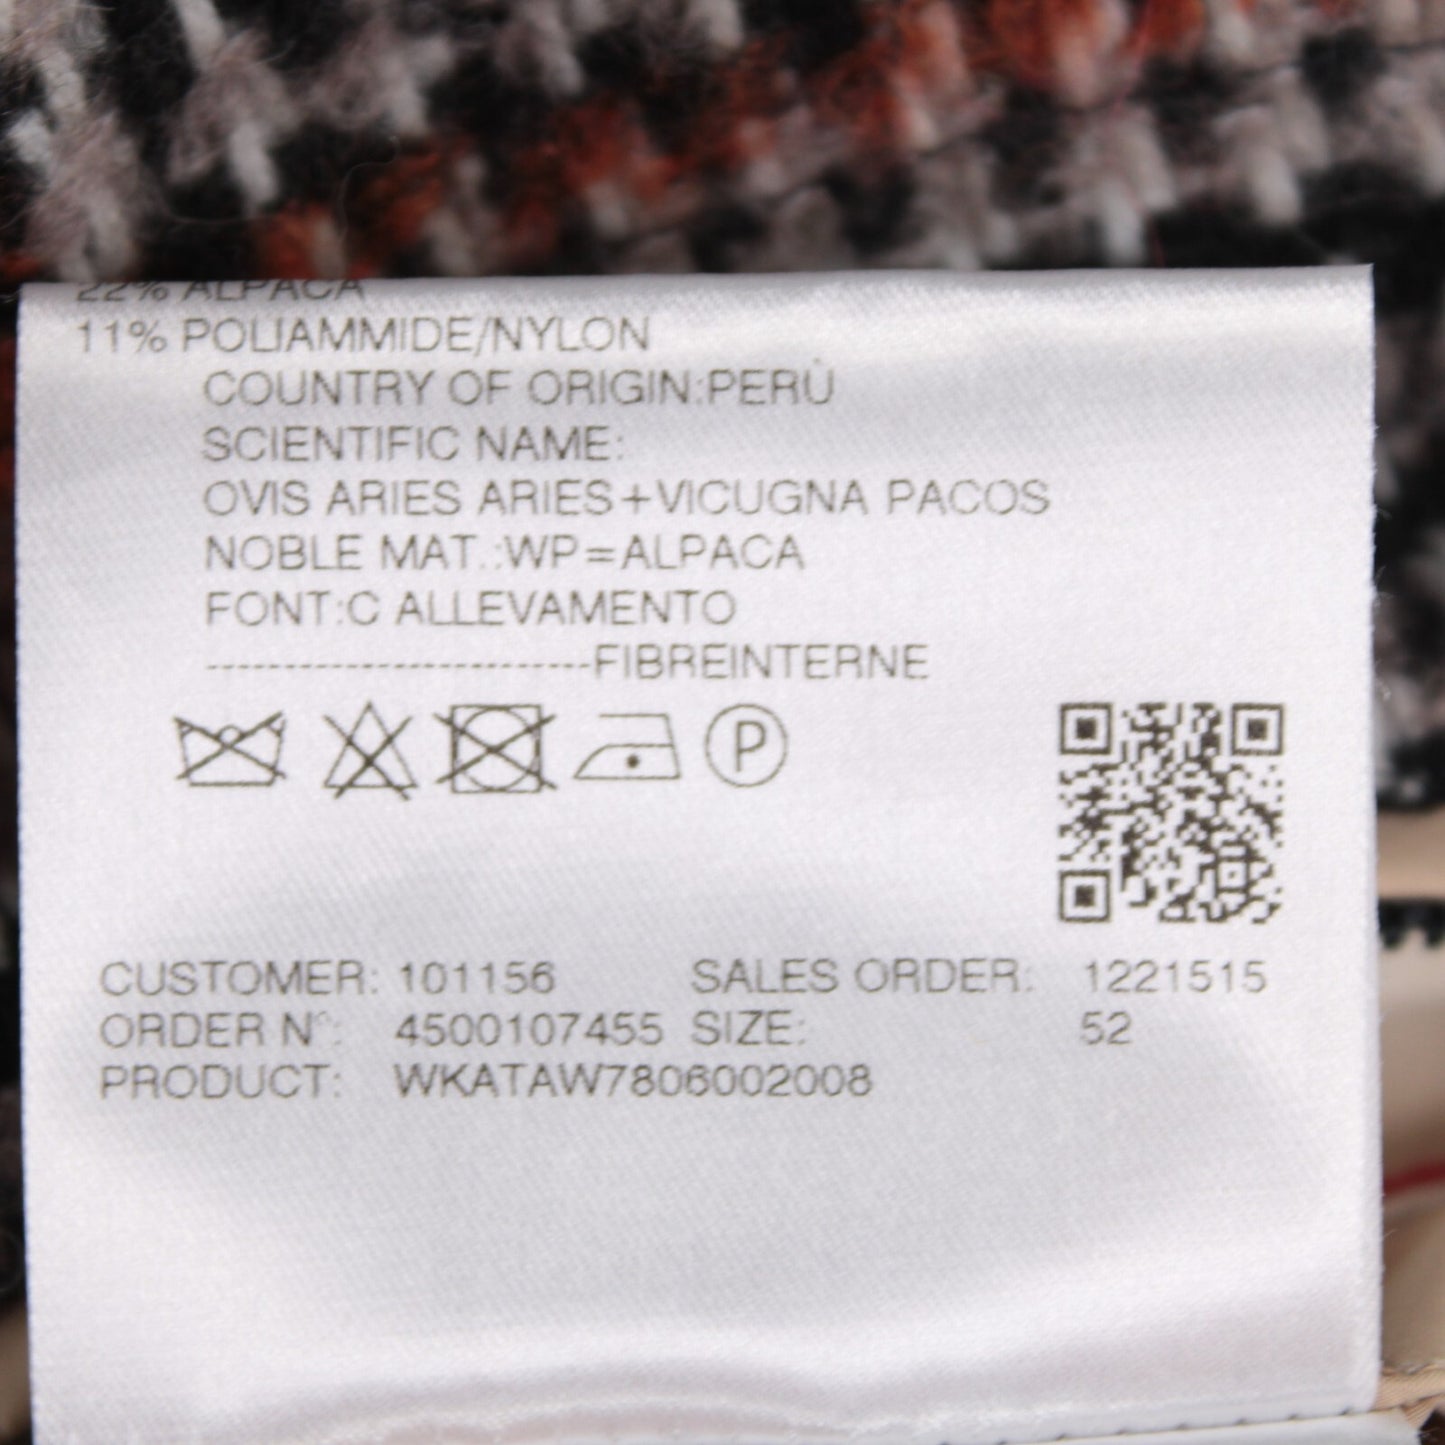 22% ALPACA
11% POLIAMMIDE/NYLON
COUNTRY OF ORIGIN:PERÙ
SCIENTIFIC NAME:
OVIS ARIES ARIES+VICUGNA PACOS
NOBLE MAT.:WP=ALPACA
FONT:C ALLEVAMENTO
-------------------------FIBREINTERNE
P
CUSTOMER: 101156 SALES ORDER: 1221515
ORDER N°: 4500107455 SIZE: 52
PRODUCT: WKATAW7806002008